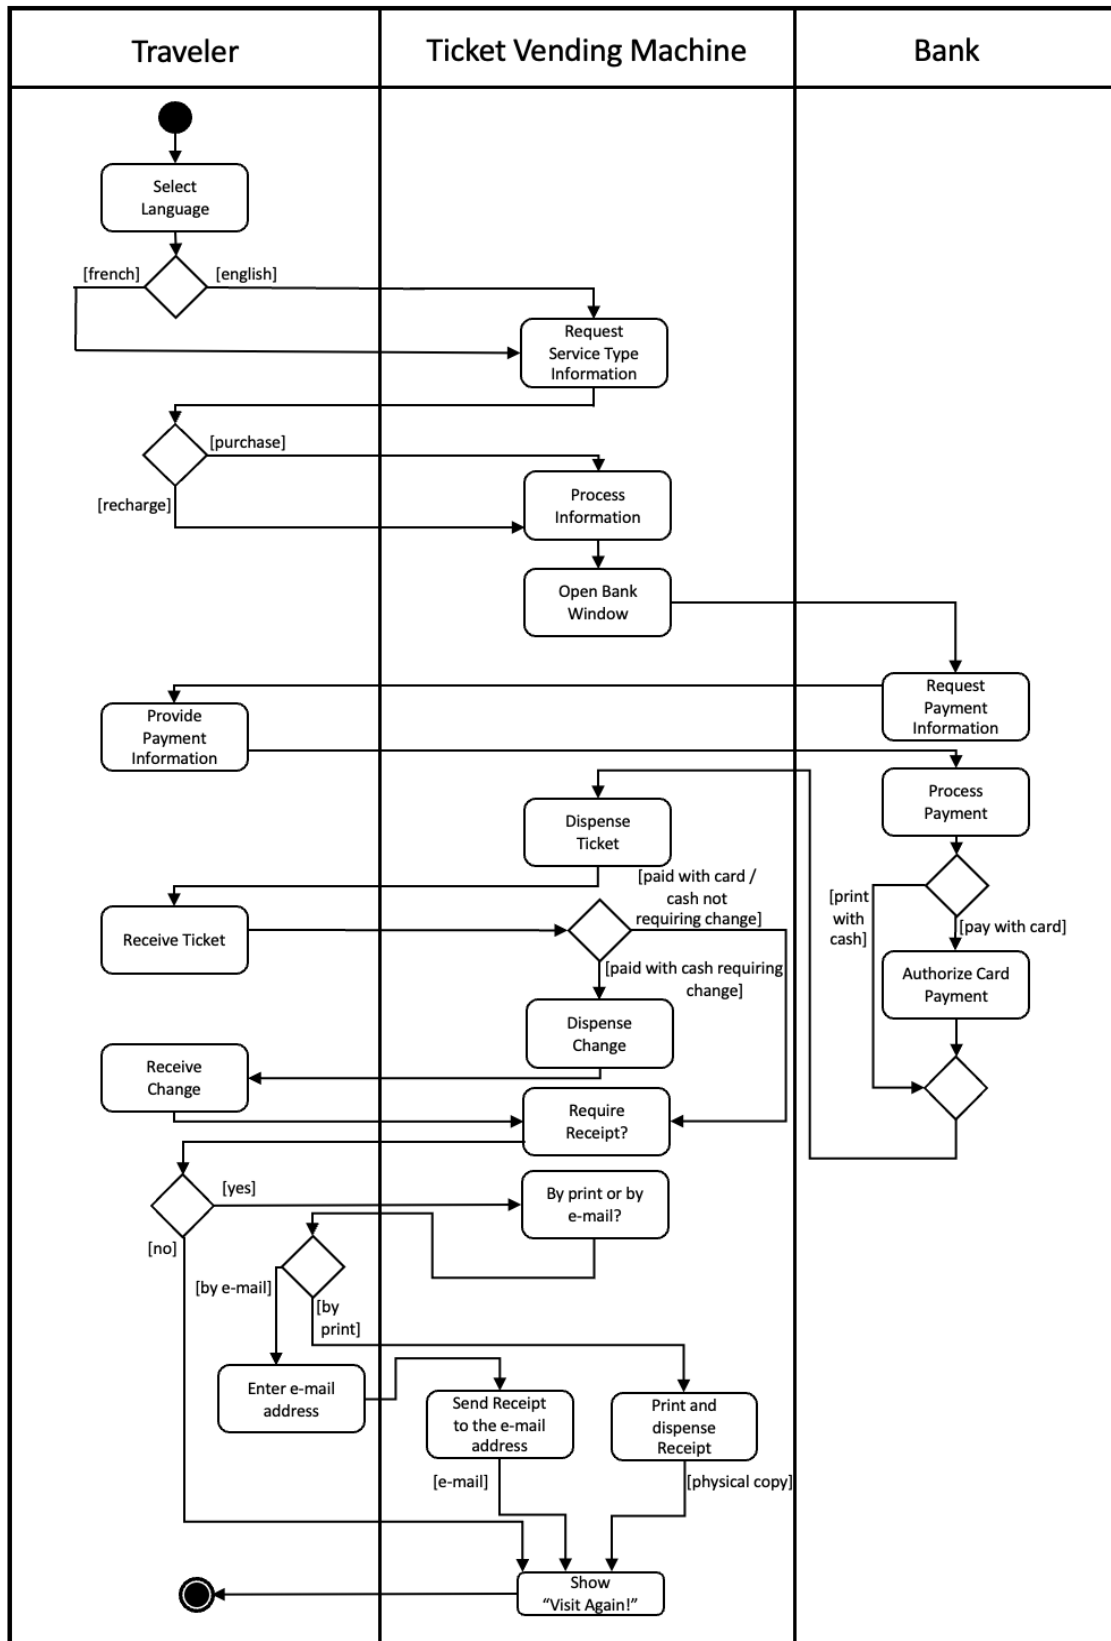 Traveler
Ticket Vending Machine
Bank
Select
Language
[french]
[english]
Request
Service Type
Information
[purchase]
[recharge]
Process
Information
Open Bank
Window
Request
Payment
Information
Provide
Payment
Information
Process
Payment
Dispense
Ticket
[paid with card /
cash not
requiring change]
[print
with
cash]
[pay with card]
Receive Ticket
[paid with cash requiring
change]
Authorize Card
Payment
Dispense
Change
Receive
Change
Require
Receipt?
[yes]
[no]
By print or by
e-mail?
[by e-mail]
[by
print]
Enter e-mail
address
Send Receipt
to the e-mail
address
Print and
dispense
Receipt
[e-mail]
[physical copy]
Show
“Visit Again!”